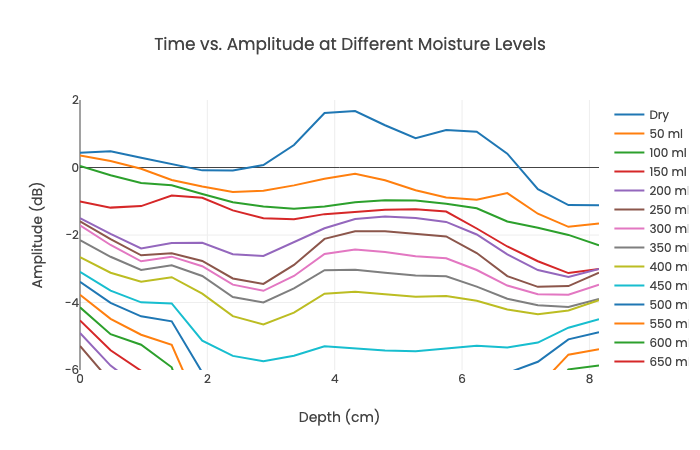 Time vs. Amplitude at Different Moisture Levels
Amplitude (dB)
2
0
−2
−4
−6
0 2 4 6 8
Depth (cm)
Dry
50 ml
100 ml
150 ml
200 ml
250 ml
300 ml
350 ml
400 ml
450 ml
500 ml
550 ml
600 ml
650 ml